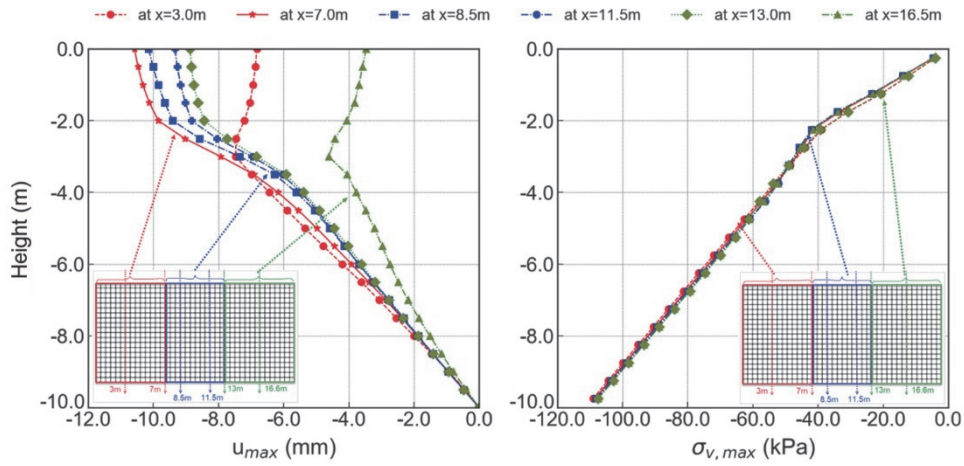 at x=3.0m at x=7.0m at x=8.5m at x=11.5m at x=13.0m at x=16.5m
0.0
-2.0
-4.0
-6.0
-8.0
-10.0
Height (m)
3m 7m 8.5m 11.5m 13m 16.6m
-12.0 -10.0 -8.0 -6.0 -4.0 -2.0 0.0
u_max (mm)
0.0
-2.0
-4.0
-6.0
-8.0
-10.0
3m 7m 8.5m 11.5m 13m 16.6m
-120.0 -100.0 -80.0 -60.0 -40.0 -20.0 0.0
σ_v, max (kPa)